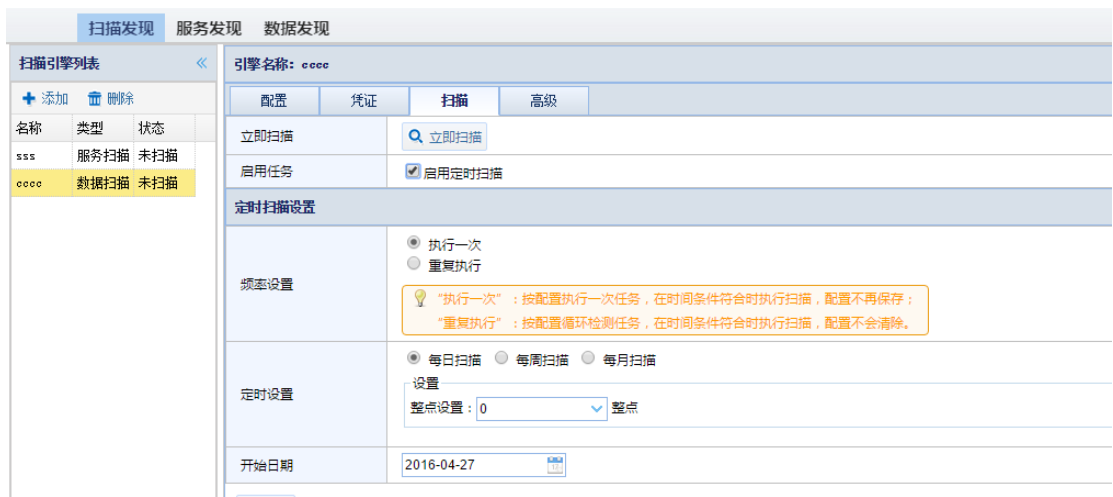 扫描发现 服务发现 数据发现
扫描引擎列表
添加 删除
名称 类型 状态
sss 服务扫描 未扫描
cccc 数据扫描 未扫描
引擎名称：cccc
配置 凭证 扫描 高级
立即扫描 立即扫描
启用任务 启用定时扫描
定时扫描设置
频率设置
执行一次
重复执行
“执行一次”：按配置执行一次任务，在时间条件符合时执行扫描，配置不再保存；
“重复执行”：按配置循环检测任务，在时间条件符合时执行扫描，配置不会清除。
定时设置
每日扫描 每周扫描 每月扫描
设置
整点设置：0 整点
开始日期 2016-04-27